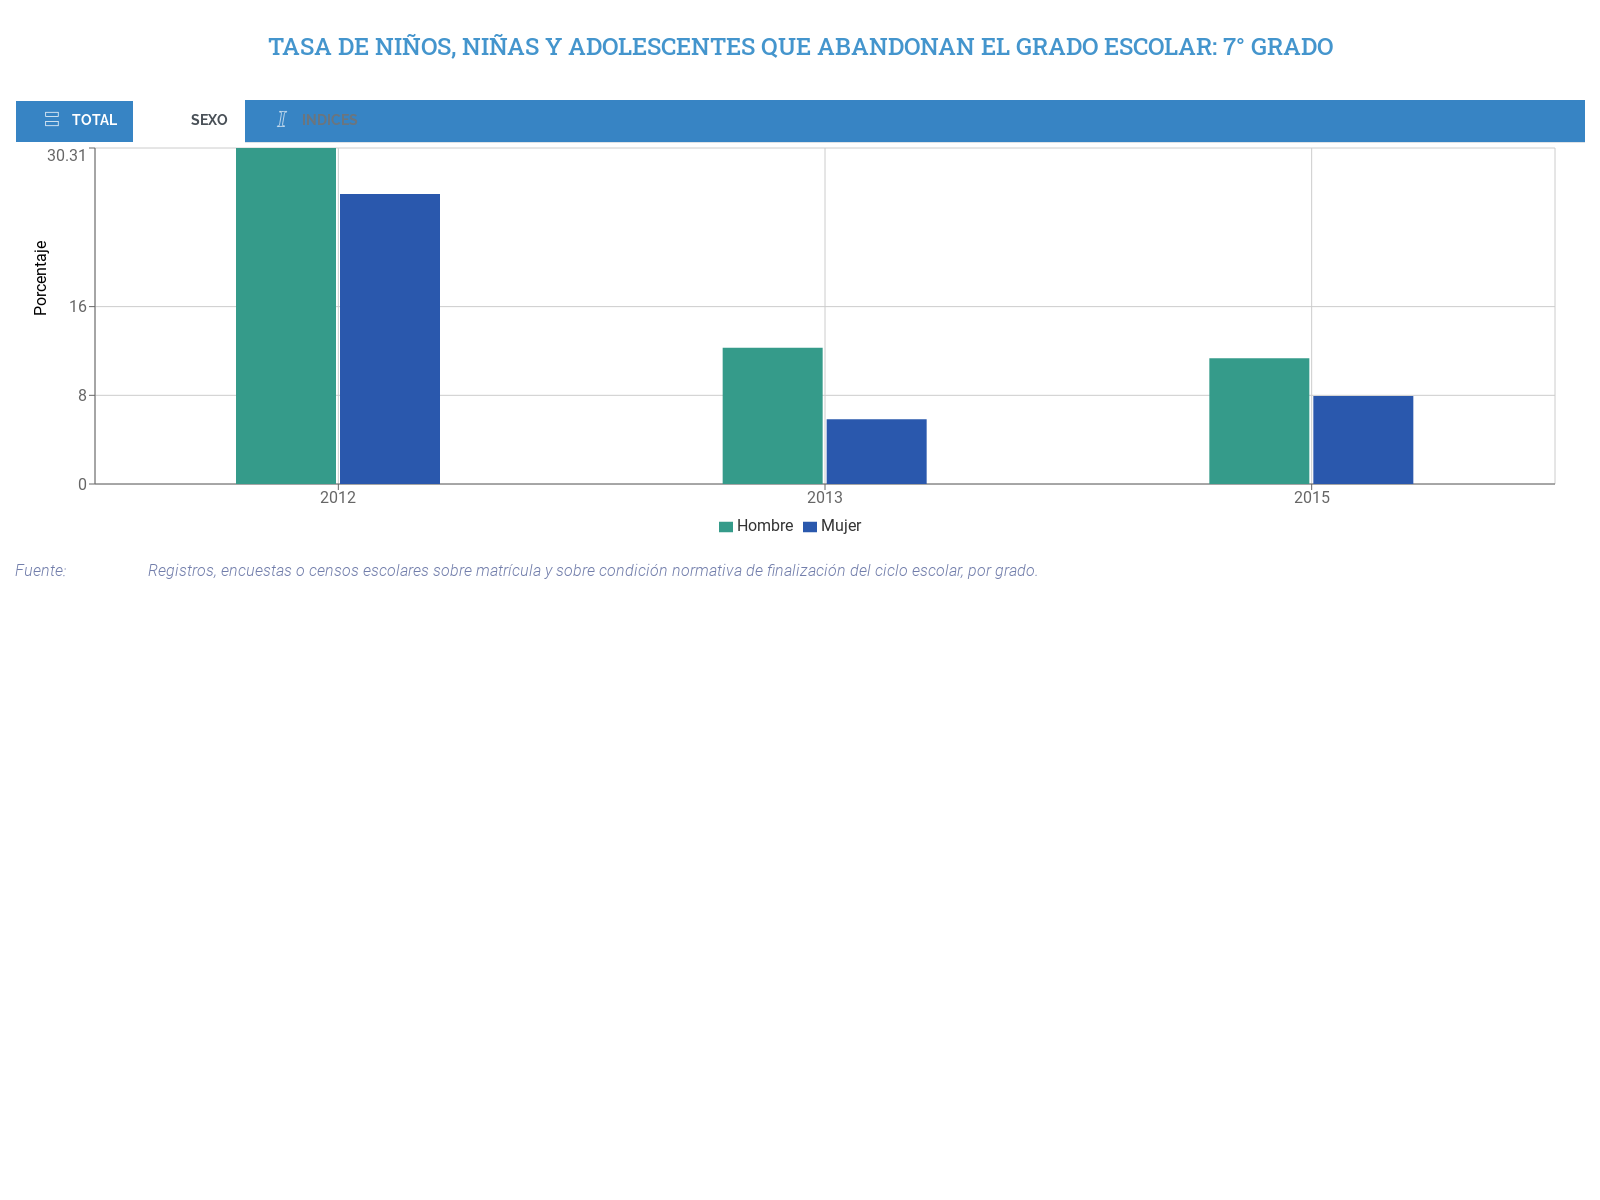 TASA DE NIÑOS, NIÑAS Y ADOLESCENTES QUE ABANDONAN EL GRADO ESCOLAR: 7° GRADO
TOTAL SEXO INDICES
30.31
16
8
0
Porcentaje
2012 2013 2015
Hombre Mujer
Fuente: Registros, encuestas o censos escolares sobre matrícula y sobre condición normativa de finalización del ciclo escolar, por grado.